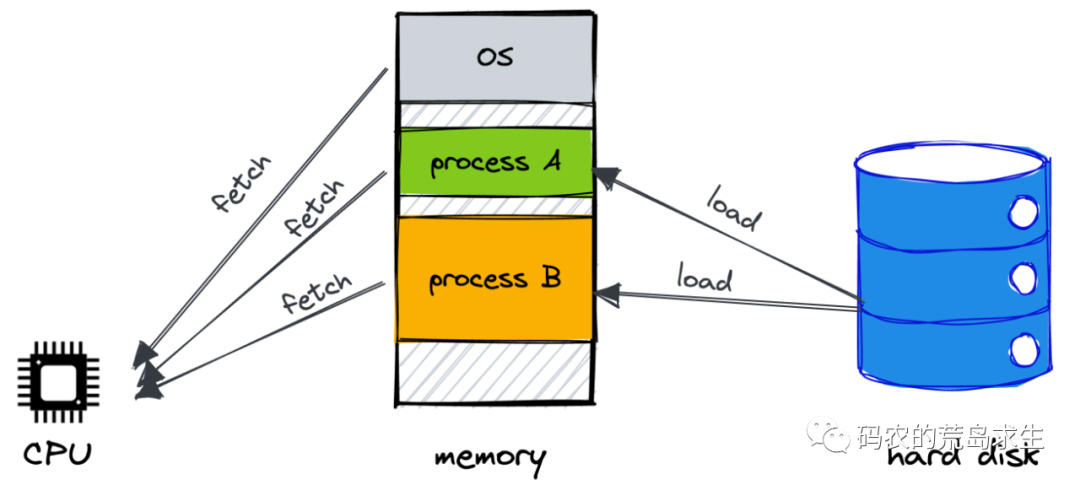 OS
process A
process B
fetch
fetch
fetch
load
load
CPU
memory
hard disk
码农的荒岛求生